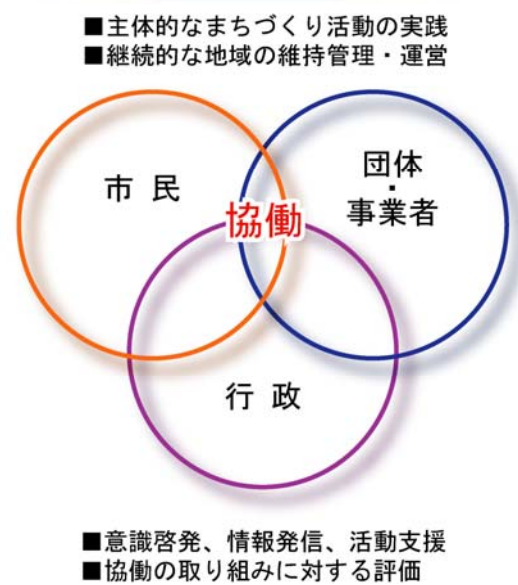 ■主体的なまちづくり活動の実践
■継続的な地域の維持管理・運営
市民
団体
・
事業者
協働
行政
■意識啓発、情報発信、活動支援
■協働の取り組みに対する評価